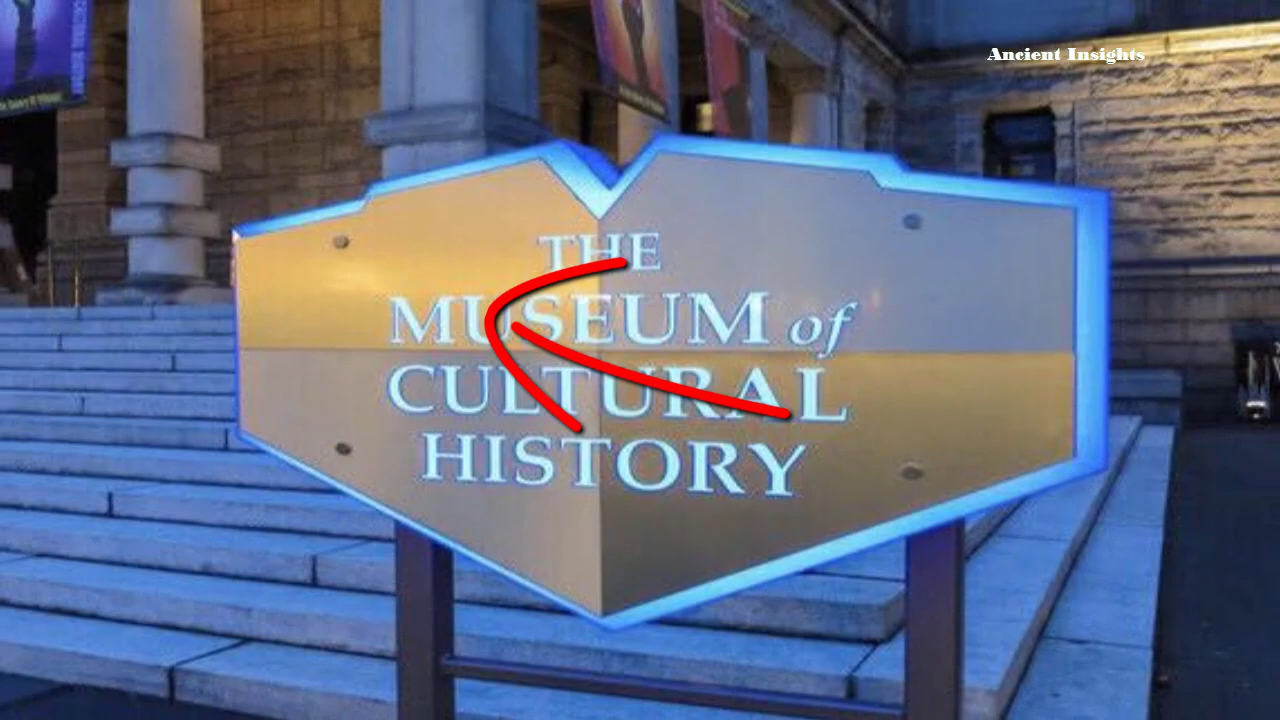 Ancient Insights
THE
MUSEUM of
CULTURAL
HISTORY